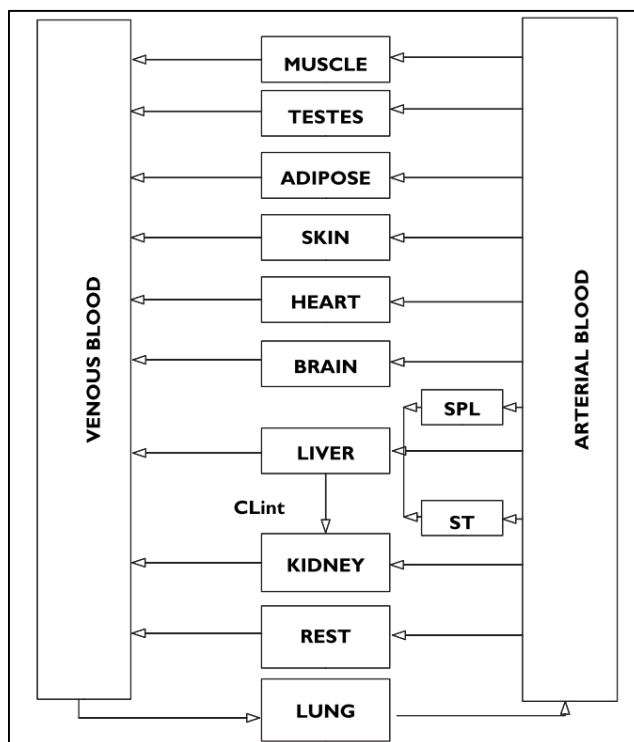 MUSCLE
TESTES
ADIPOSE
SKIN
HEART
BRAIN
SPL
LIVER
CLint
ST
KIDNEY
REST
LUNG
VENOUS BLOOD
ARTERIAL BLOOD